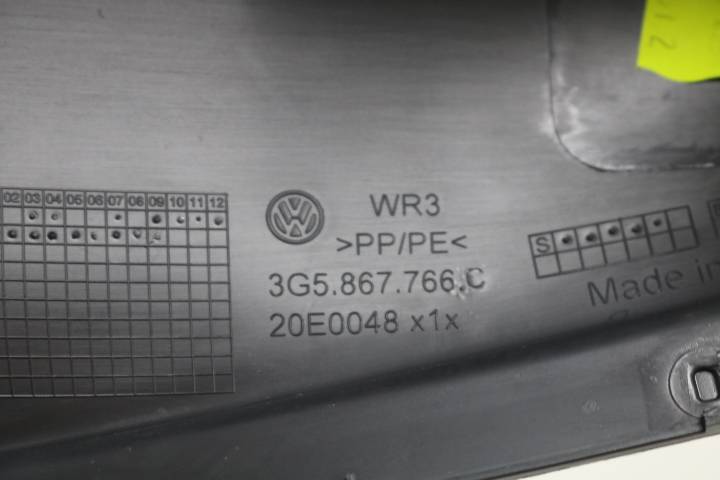 02 03 04 05 06 07 08 09 10 11 12
WR3
>PP/PE<
3G5.867.766.C
20E0048 x1x
S
Made in